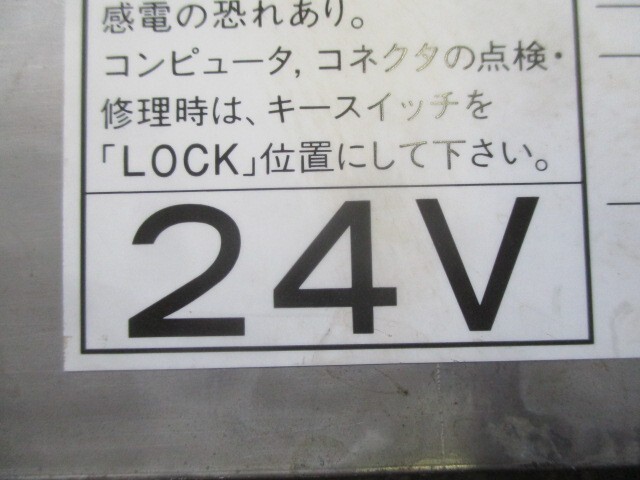 感電の恐れあり。
コンピュータ, コネクタの点検・
修理時は、キースイッチを
「LOCK」位置にして下さい。
24V